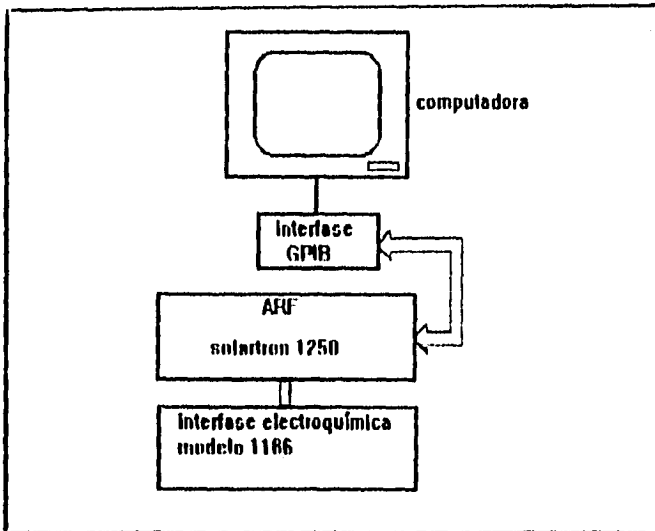 computadora
interfase
GPIB
ARF
solartron 1250
interfase electroquímica
modelo 1186